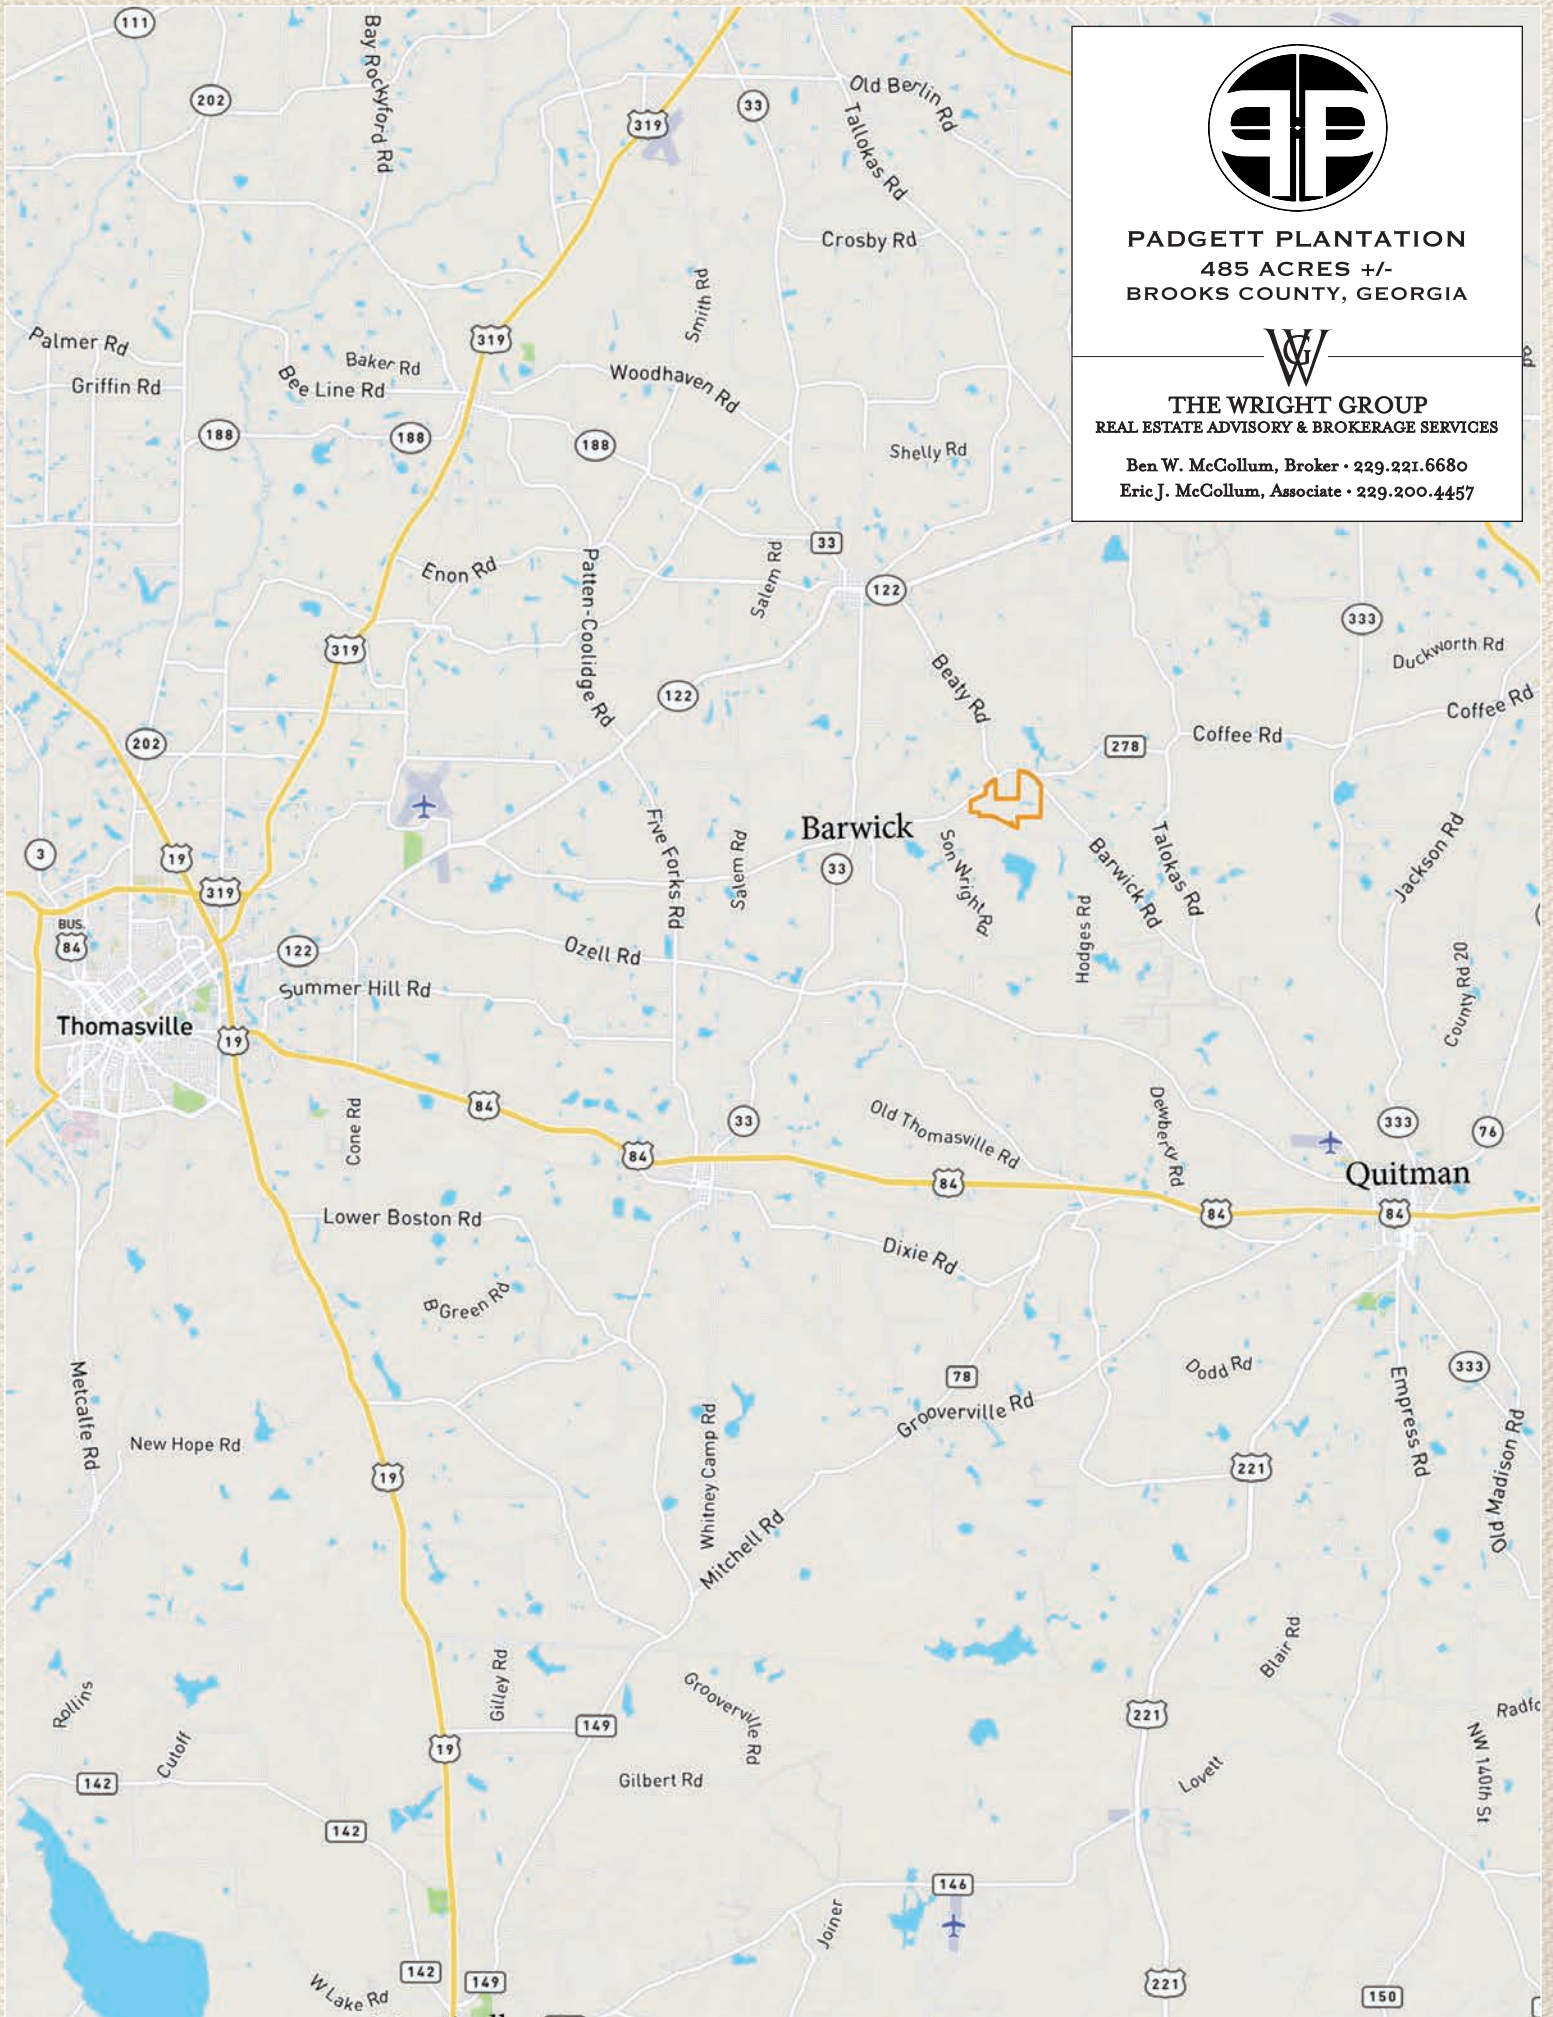 PP
PADGETT PLANTATION
485 ACRES +/-
BROOKS COUNTY, GEORGIA
WG
THE WRIGHT GROUP
REAL ESTATE ADVISORY & BROKERAGE SERVICES
Ben W. McCollum, Broker • 229.221.6680
Eric J. McCollum, Associate • 229.200.4457
111
Bay Rockyford Rd
202
319
33
Old Berlin Rd
Tallokas Rd
Crosby Rd
Smith Rd
Rd
Palmer Rd
Griffin Rd
Baker Rd
Bee Line Rd
319
Woodhaven Rd
188
188
188
Shelly Rd
Enon Rd
Patten-Coolidge Rd
Salem Rd
33
122
333
Duckworth Rd
319
Beaty Rd
122
Coffee Rd
202
278
Coffee Rd
Barwick
Five Forks Rd
Salem Rd
33
Son Wright Rd
Barwick Rd
Talokas Rd
Jackson Rd
3
19
319
BUS.
84
122
Ozell Rd
Hodges Rd
County Rd 20
Summer Hill Rd
Thomasville
19
84
Cone Rd
33
Old Thomasville Rd
Dewberry Rd
333
76
84
84
Quitman
84
84
Lower Boston Rd
Dixie Rd
B Green Rd
Metcalfe Rd
78
Dodd Rd
333
Empress Rd
Grooverville Rd
New Hope Rd
Whitney Camp Rd
Old Madison Rd
19
221
Mitchell Rd
Blair Rd
Gilley Rd
Grooverville Rd
Rollins
Radfo
221
149
19
NW 140th St
Cutoff
Gilbert Rd
Lovett
142
142
146
Joiner
142
149
W Lake Rd
221
150